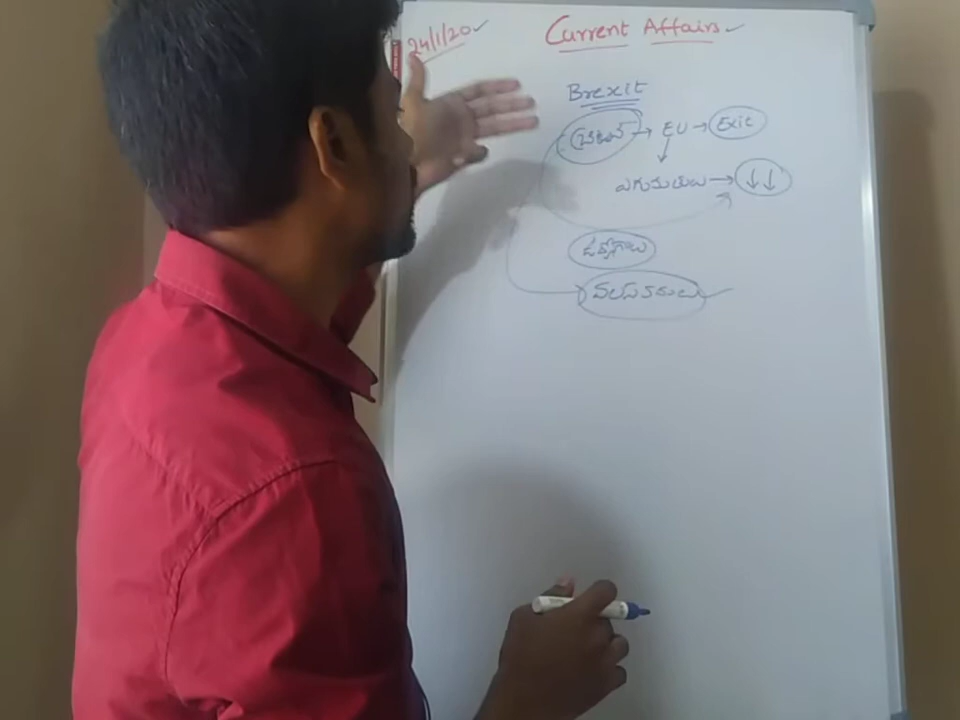 24/1/20
Current Affairs
Brexit
బ్రిటన్ → EU → Exit
ఎగుమతులు → ↓↓
ఉద్యోగాలు
వలసదారులు